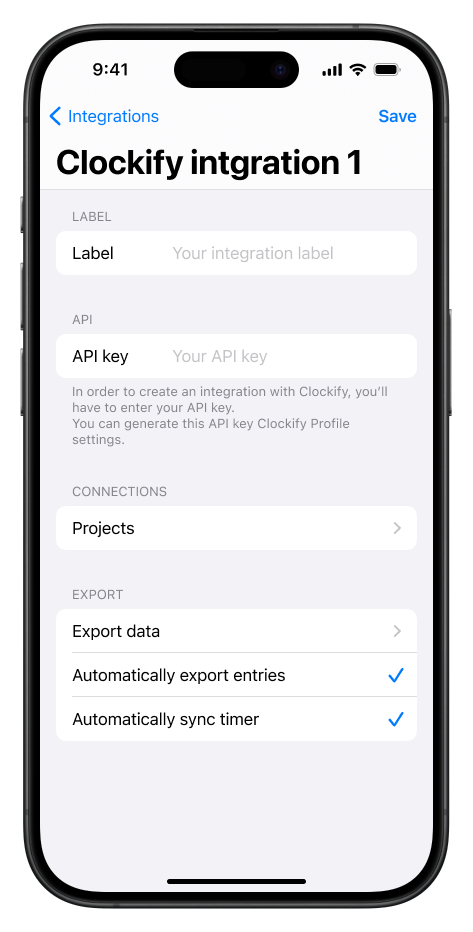 9:41
Integrations
Save
Clockify intgration 1
LABEL
Label Your integration label
API
API key Your API key
In order to create an integration with Clockify, you'll
have to enter your API key.
You can generate this API key Clockify Profile
settings.
CONNECTIONS
Projects
EXPORT
Export data
Automatically export entries
Automatically sync timer